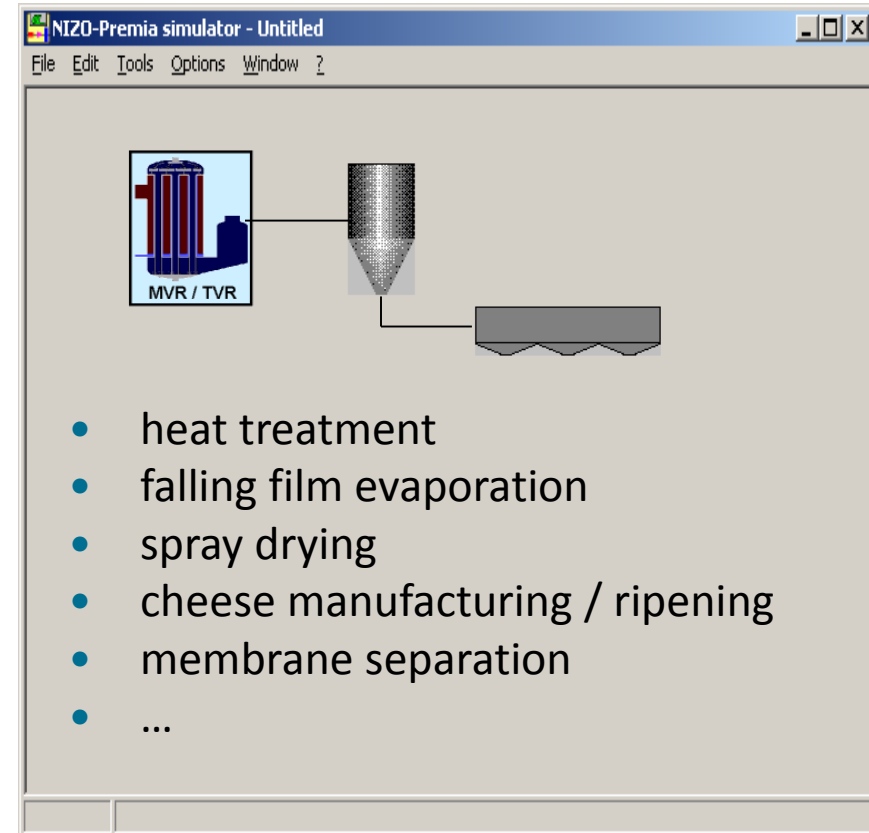 NIZO-Premia simulator - Untitled
File Edit Tools Options Window ?
MVR / TVR
• heat treatment
• falling film evaporation
• spray drying
• cheese manufacturing / ripening
• membrane separation
• ...